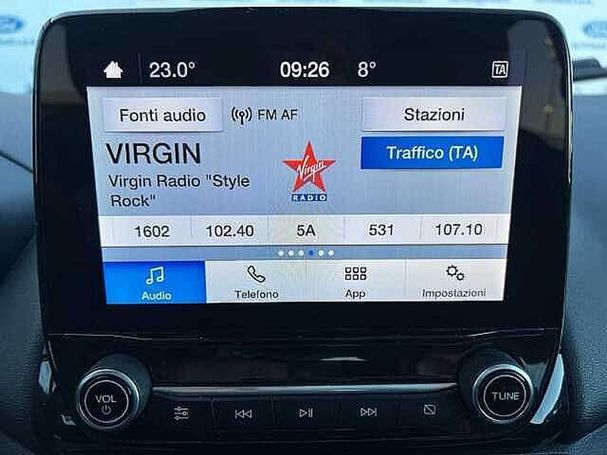 23.0° 09:26 8° TA
Fonti audio FM AF Stazioni
VIRGIN Traffico (TA)
Virgin Radio "Style
Rock"
Virgin
RADIO
1602 102.40 5A 531 107.10
Audio Telefono App Impostazioni
VOL TUNE